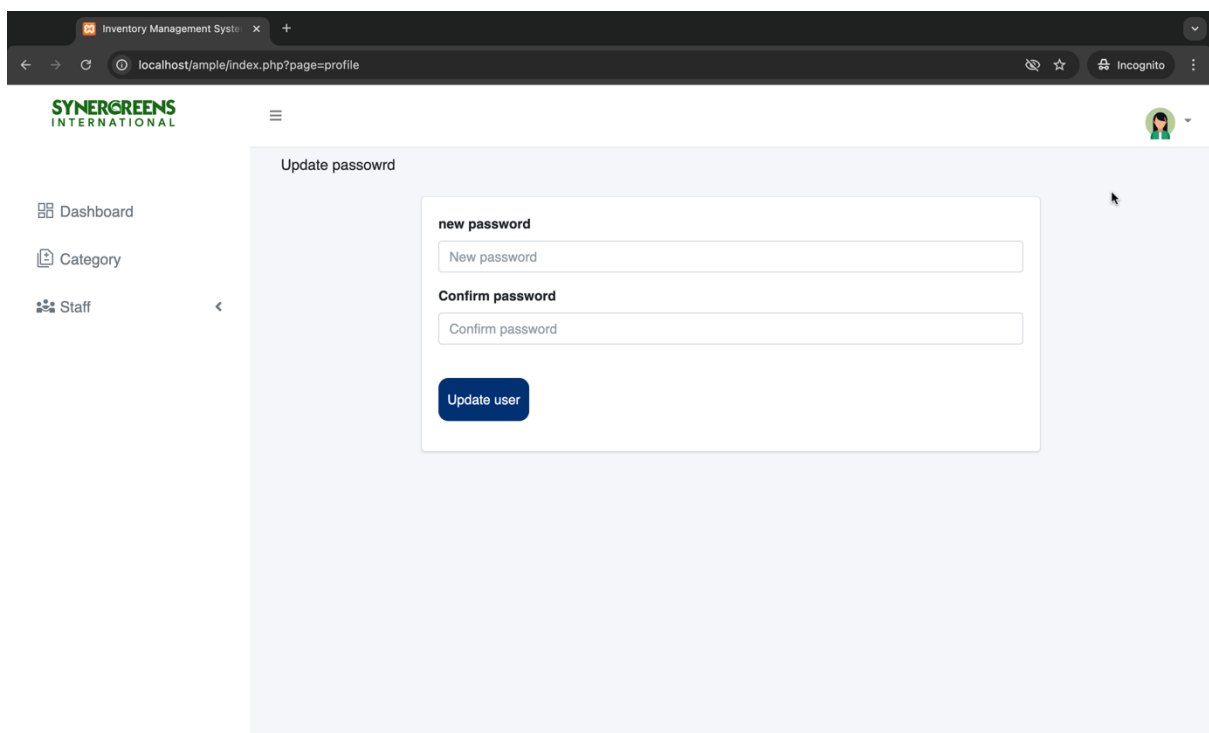 Inventory Management Syste
localhost/ample/index.php?page=profile
Incognito
SYNERGREENS
INTERNATIONAL
Update passowrd
Dashboard
Category
Staff
new password
New password
Confirm password
Confirm password
Update user